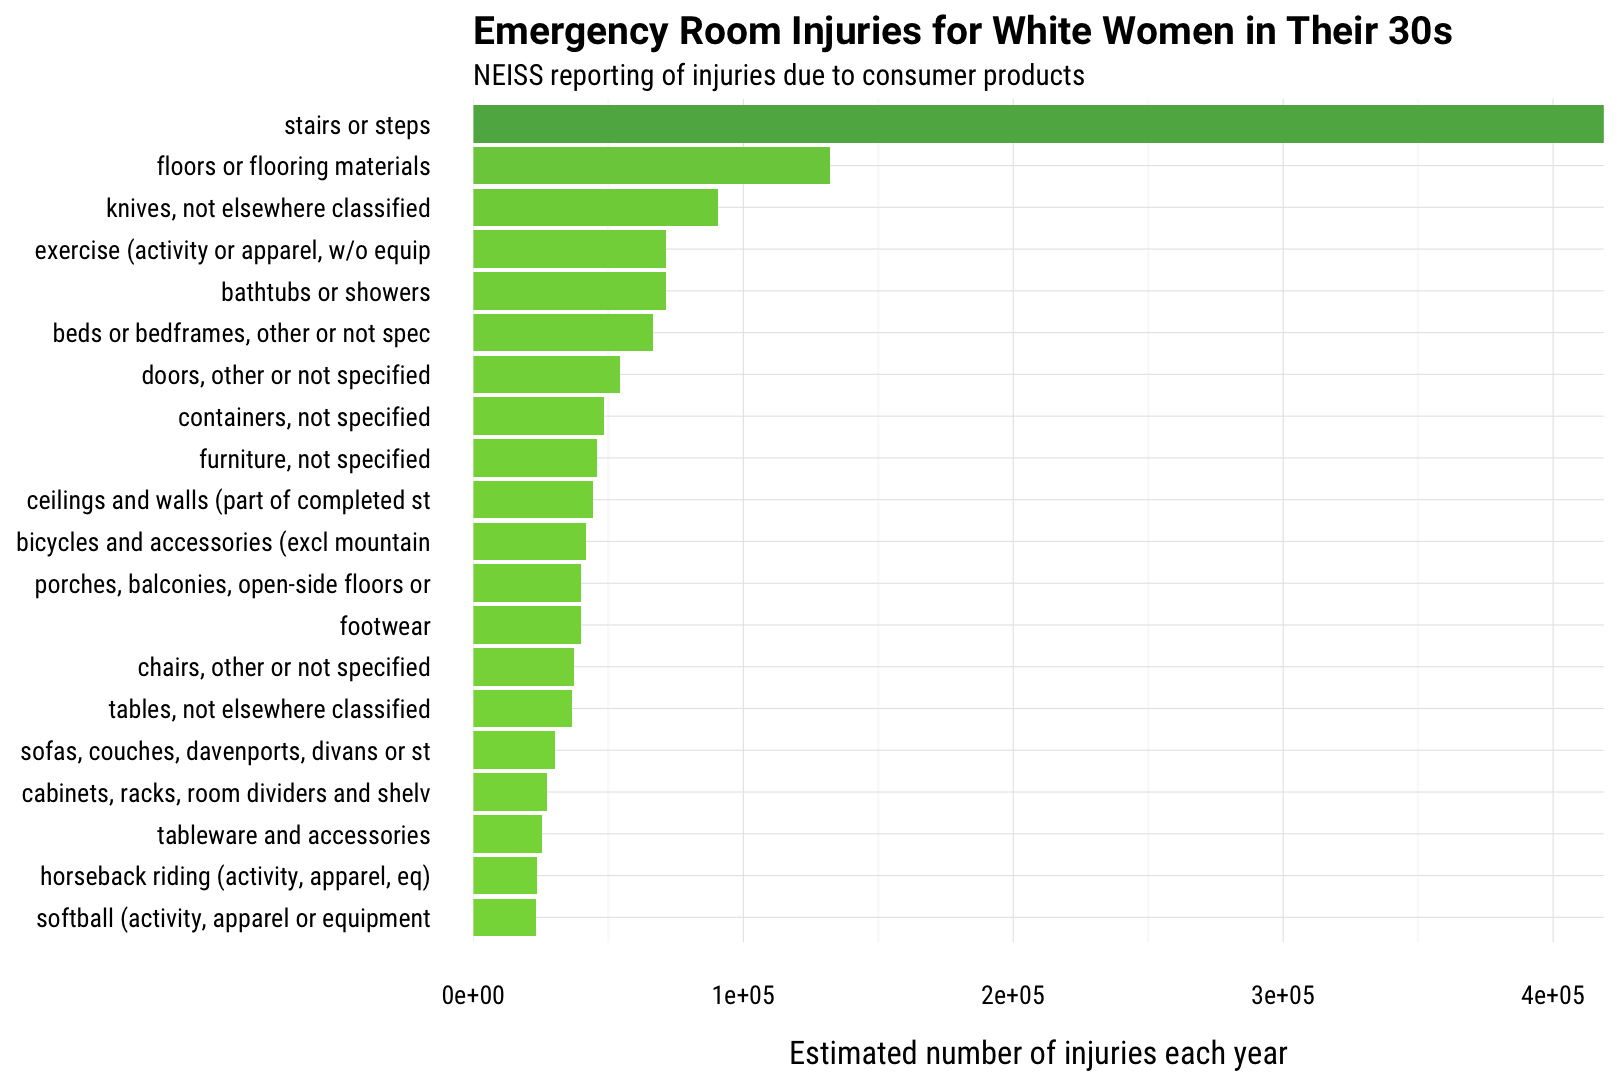 Emergency Room Injuries for White Women in Their 30s
NEISS reporting of injuries due to consumer products
stairs or steps
floors or flooring materials
knives, not elsewhere classified
exercise (activity or apparel, w/o equip
bathtubs or showers
beds or bedframes, other or not spec
doors, other or not specified
containers, not specified
furniture, not specified
ceilings and walls (part of completed st
bicycles and accessories (excl mountain
porches, balconies, open-side floors or
footwear
chairs, other or not specified
tables, not elsewhere classified
sofas, couches, davenports, divans or st
cabinets, racks, room dividers and shelv
tableware and accessories
horseback riding (activity, apparel, eq)
softball (activity, apparel or equipment
0e+00 1e+05 2e+05 3e+05 4e+05
Estimated number of injuries each year